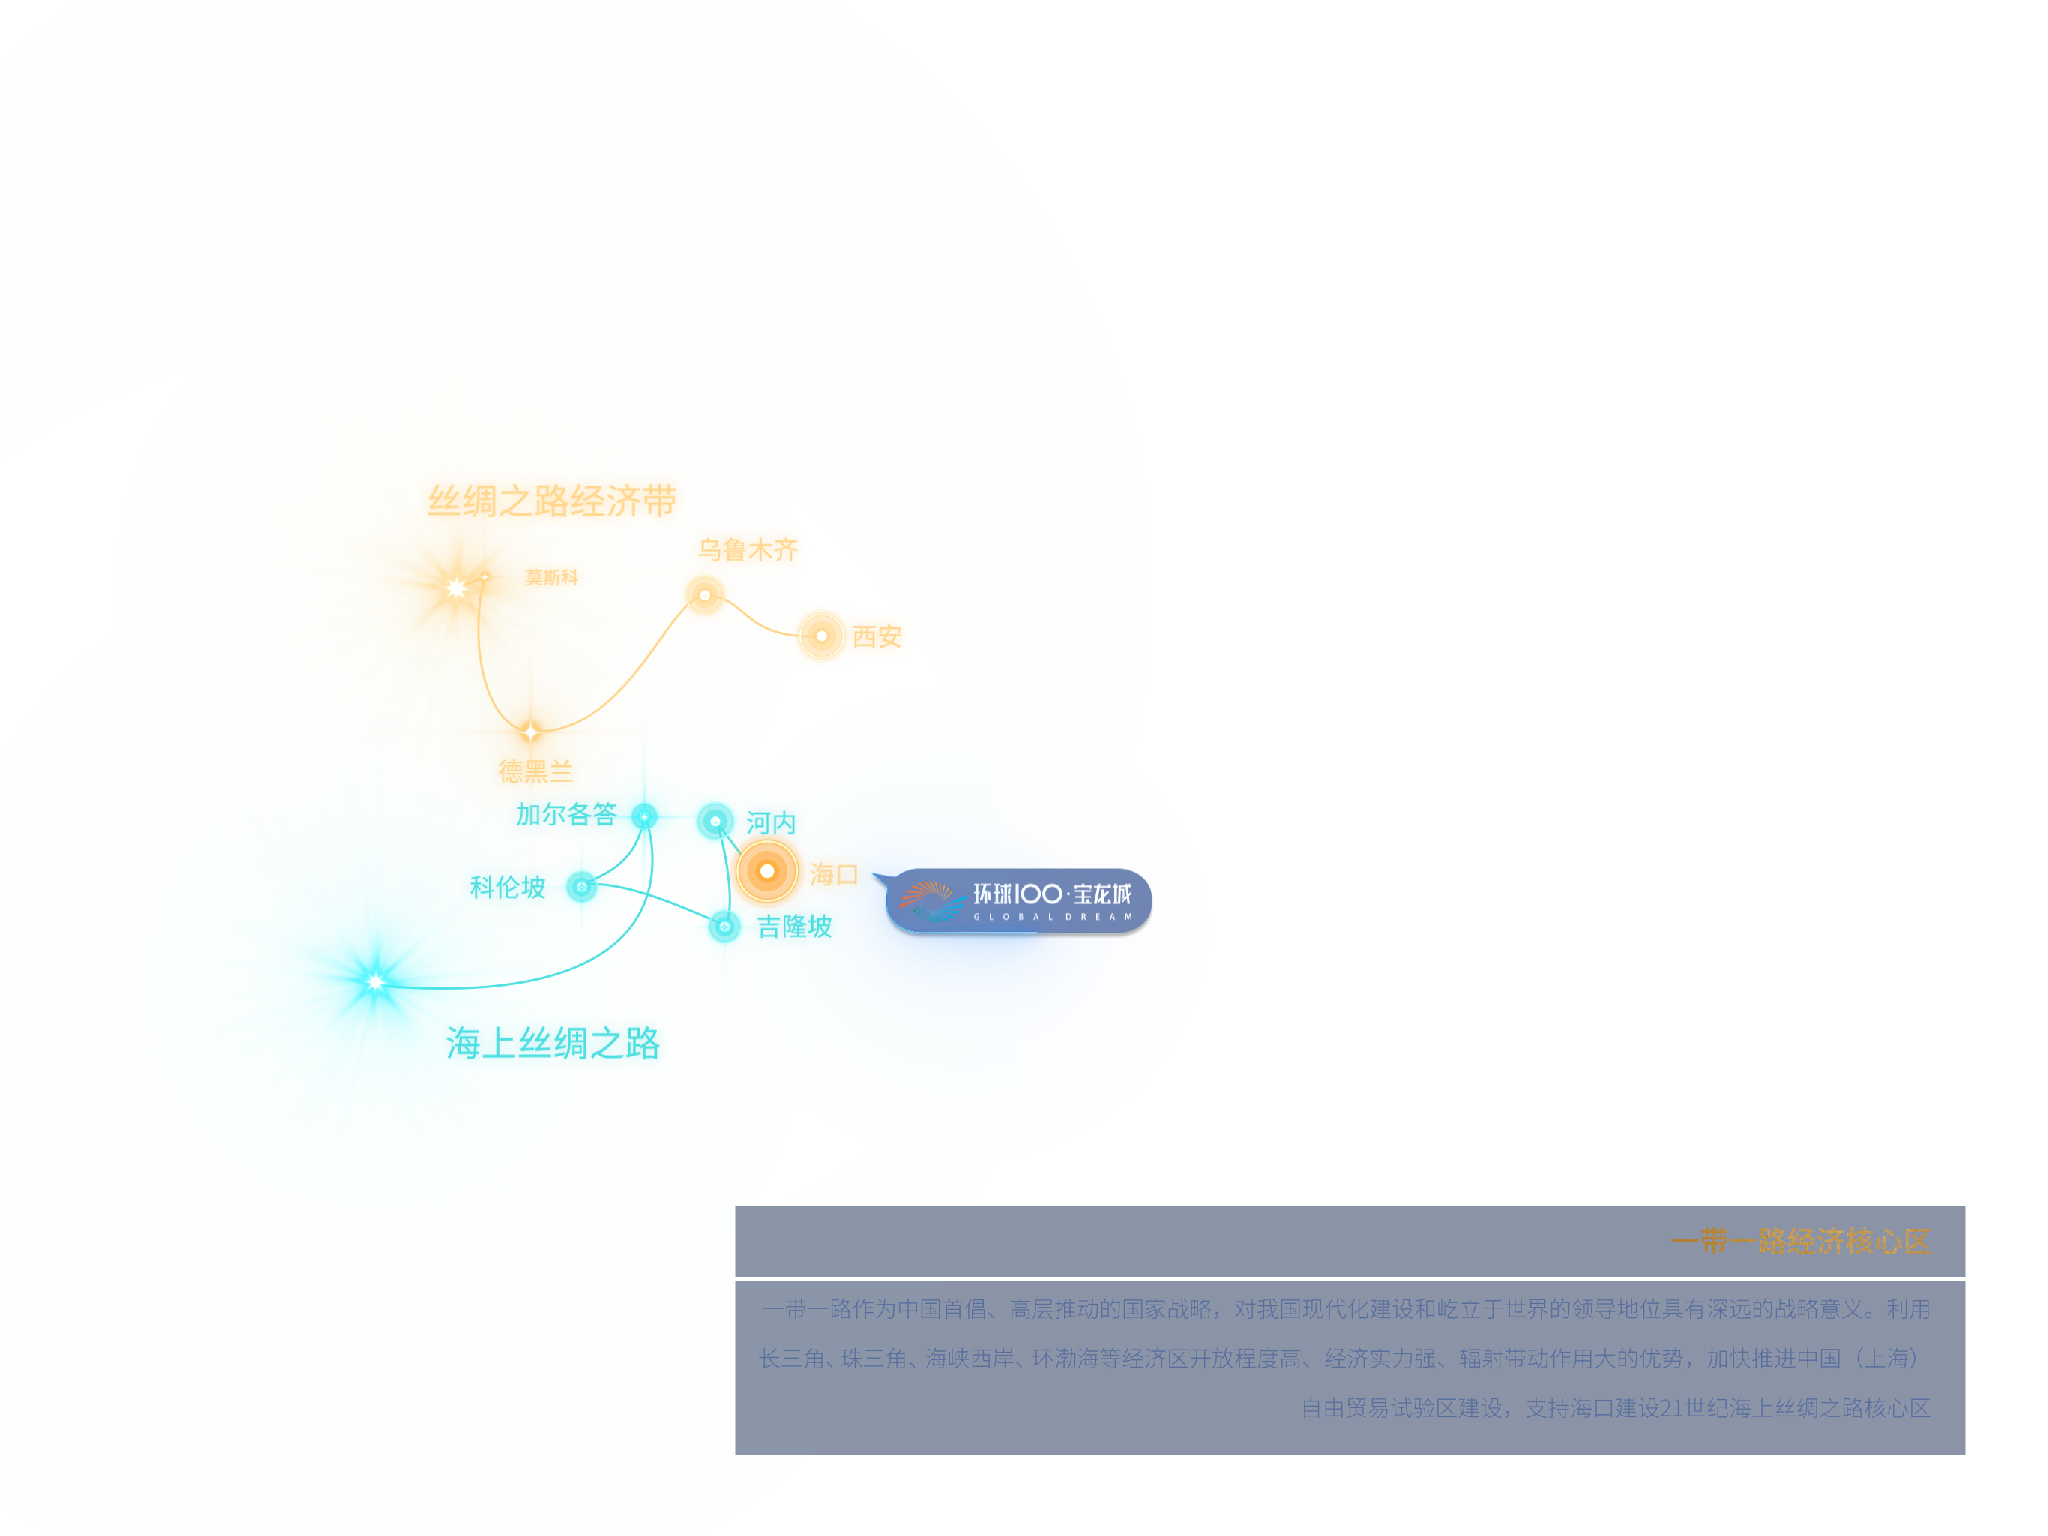 丝绸之路经济带
乌鲁木齐
莫斯科
西安
德黑兰
加尔各答
河内
海口
科伦坡
吉隆坡
环球100·宝龙城
GLOBAL DREAM
海上丝绸之路
一带一路经济核心区
一带一路作为中国首倡、高层推动的国家战略，对我国现代化建设和屹立于世界的领导地位具有深远的战略意义。利用
长三角、珠三角、海峡西岸、环渤海等经济区开放程度高、经济实力强、辐射带动作用大的优势，加快推进中国（上海）
自由贸易试验区建设，支持海口建设21世纪海上丝绸之路核心区